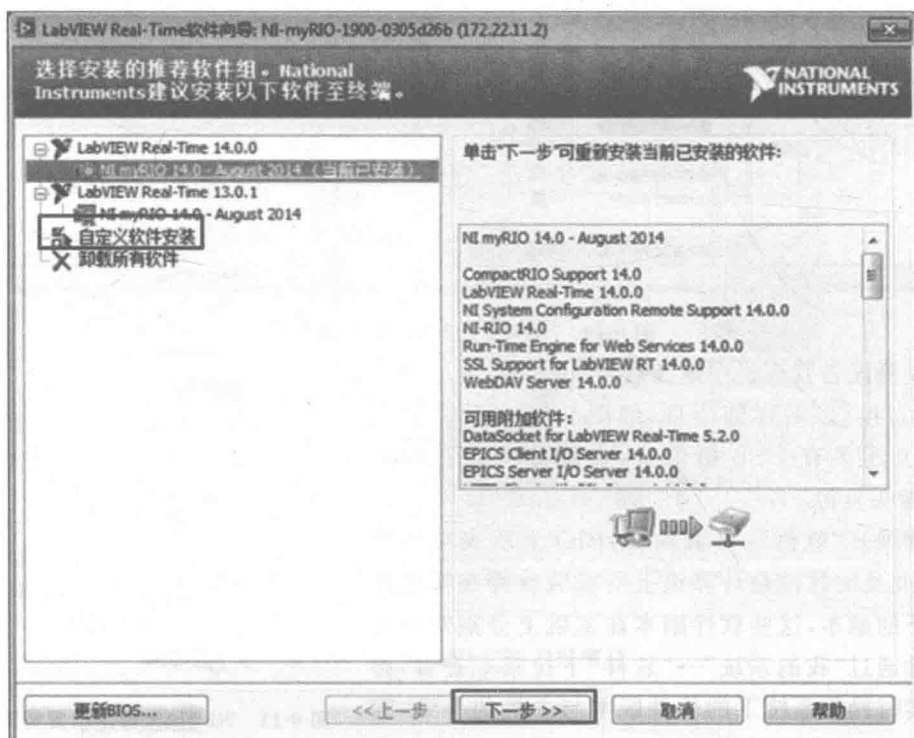 LabVIEW Real-Time软件向导: NI-myRIO-1900-0305d26b (172.22.11.2)
选择安装的推荐软件组。National
Instruments建议安装以下软件至终端。
NATIONAL
INSTRUMENTS
LabVIEW Real-Time 14.0.0
NI myRIO 14.0 - August 2014 (当前已安装)
LabVIEW Real-Time 13.0.1
NI myRIO 14.0 - August 2014
自定义软件安装
卸载所有软件
单击"下一步"可重新安装当前已安装的软件:
NI myRIO 14.0 - August 2014
CompactRIO Support 14.0
LabVIEW Real-Time 14.0.0
NI System Configuration Remote Support 14.0.0
NI-RIO 14.0
Run-Time Engine for Web Services 14.0.0
SSL Support for LabVIEW RT 14.0.0
WebDAV Server 14.0.0
可用附加软件:
DataSocket for LabVIEW Real-Time 5.2.0
EPICS Client I/O Server 14.0.0
EPICS Server I/O Server 14.0.0
更新BIOS...
<<上一步
下一步 >>
取消
帮助